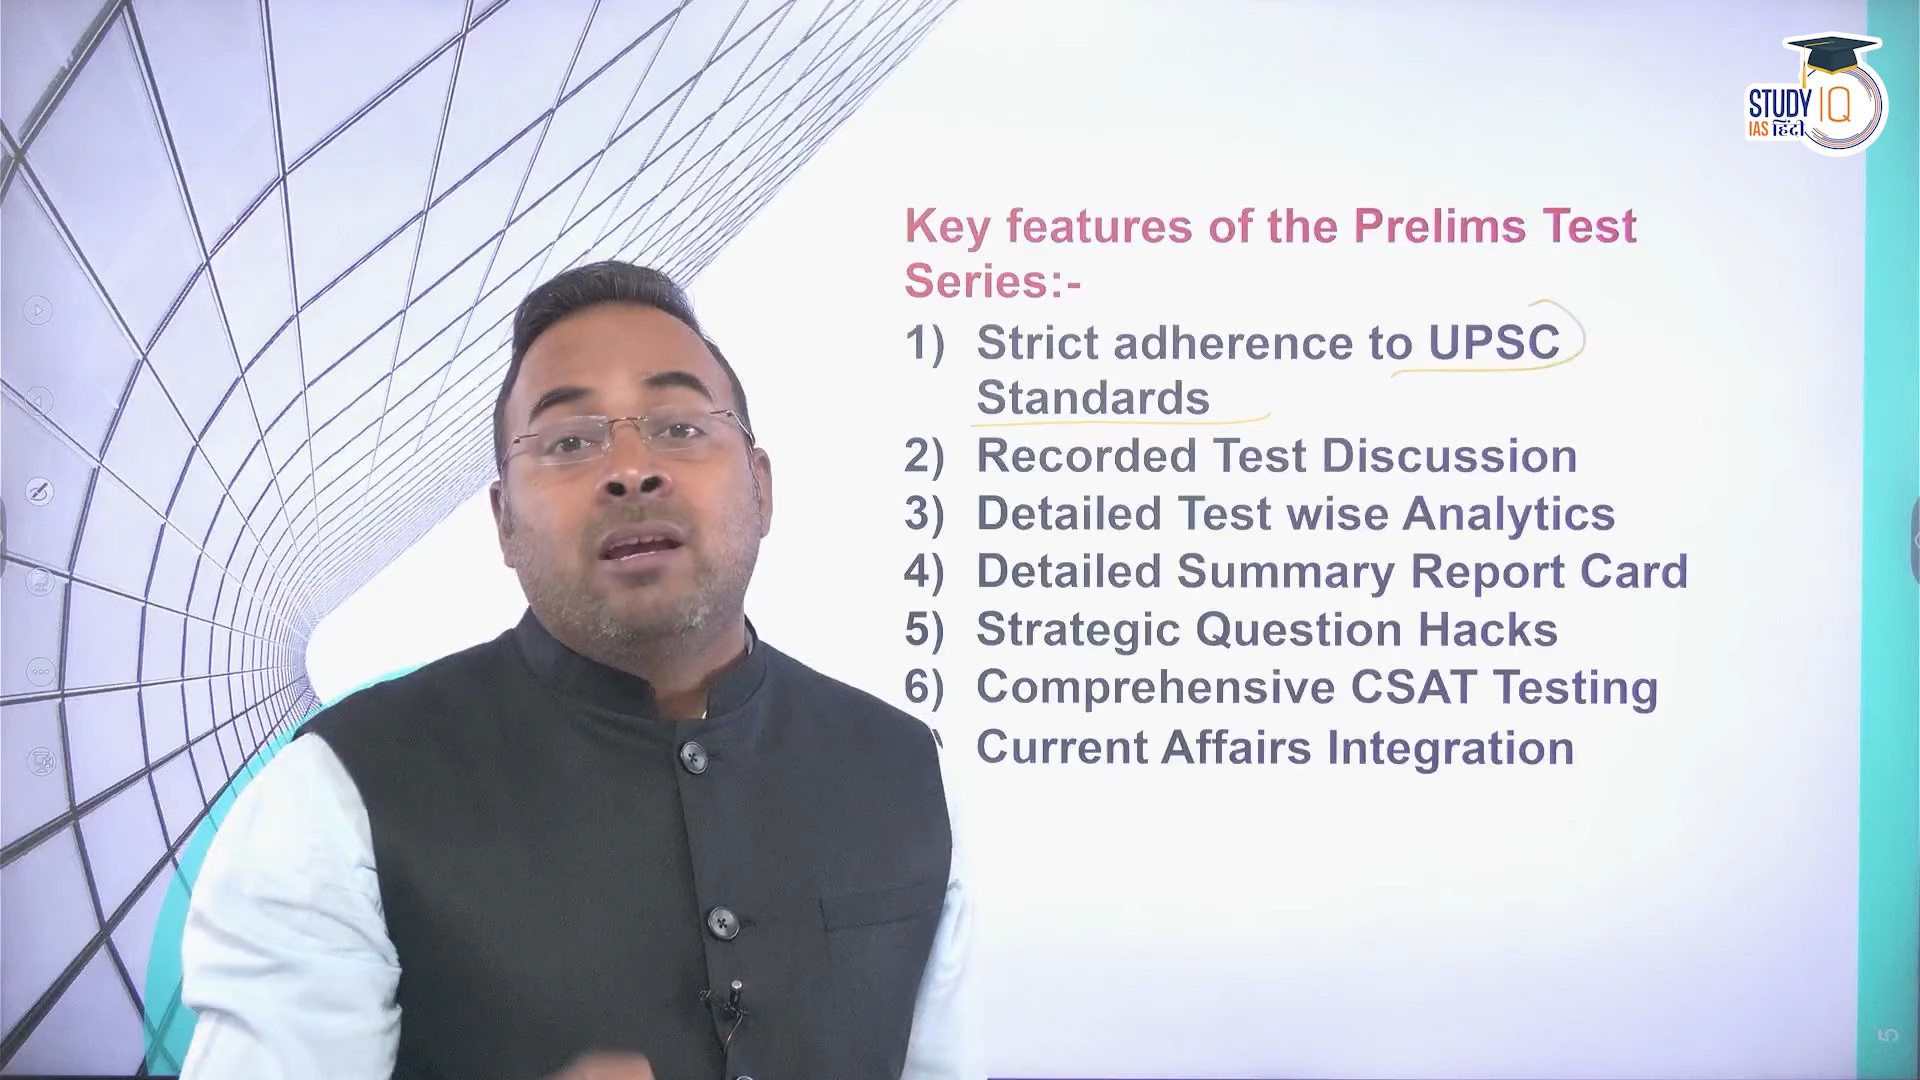 STUDY IQ
IAS हिंदी
Key features of the Prelims Test
Series:-
1) Strict adherence to UPSC
Standards
2) Recorded Test Discussion
3) Detailed Test wise Analytics
4) Detailed Summary Report Card
5) Strategic Question Hacks
6) Comprehensive CSAT Testing
Current Affairs Integration
5